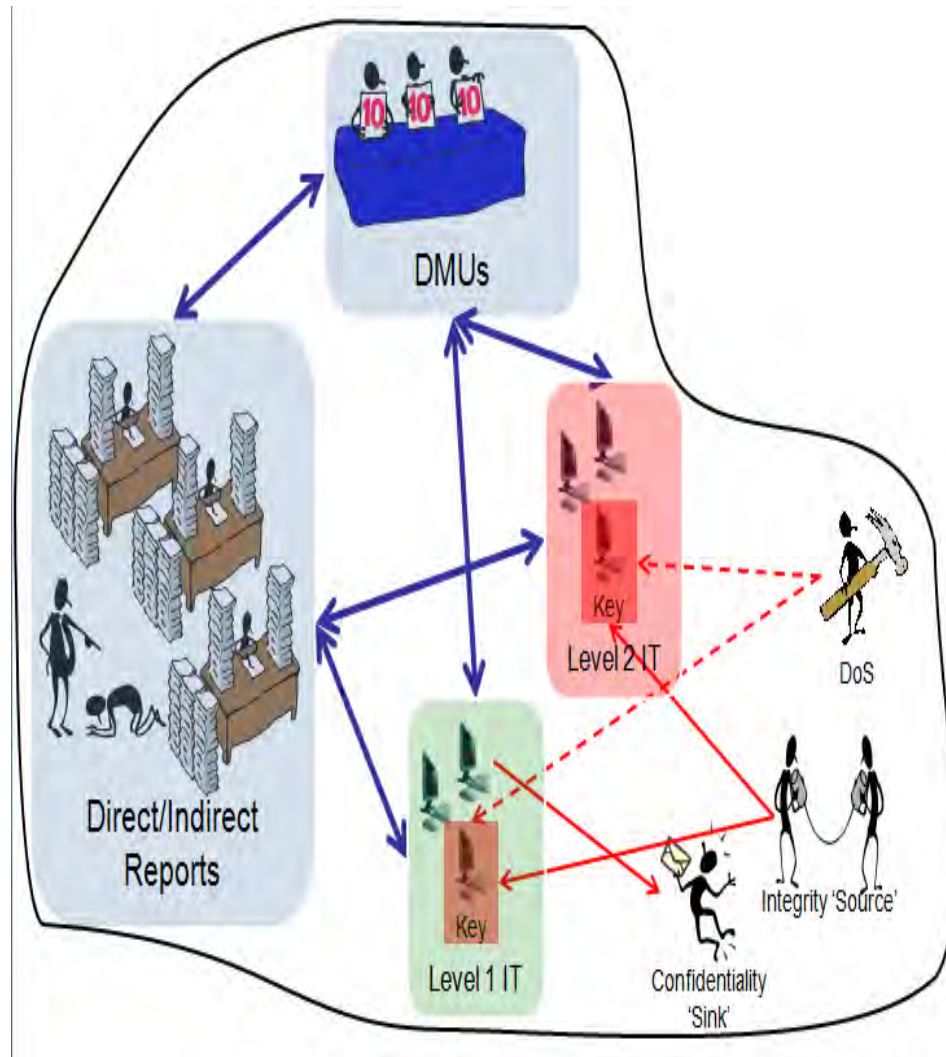 10 10 10
DMUs
Key
Level 2 IT
DoS
Direct/Indirect
Reports
Key
Level 1 IT
Integrity ‘Source’
Confidentiality
‘Sink’